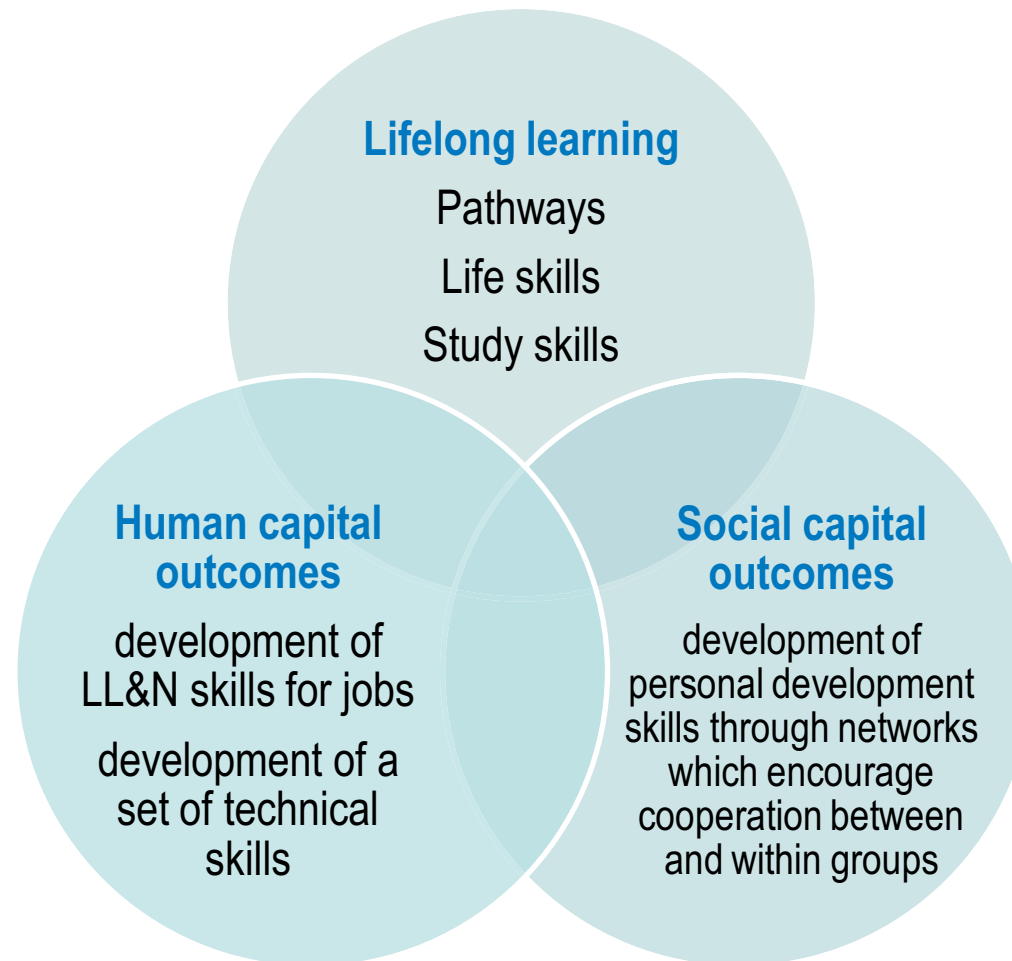 Lifelong learning
Pathways
Life skills
Study skills
Human capital
outcomes
development of
LL&N skills for jobs
development of a
set of technical
skills
Social capital
outcomes
development of
personal development
skills through networks
which encourage
cooperation between
and within groups